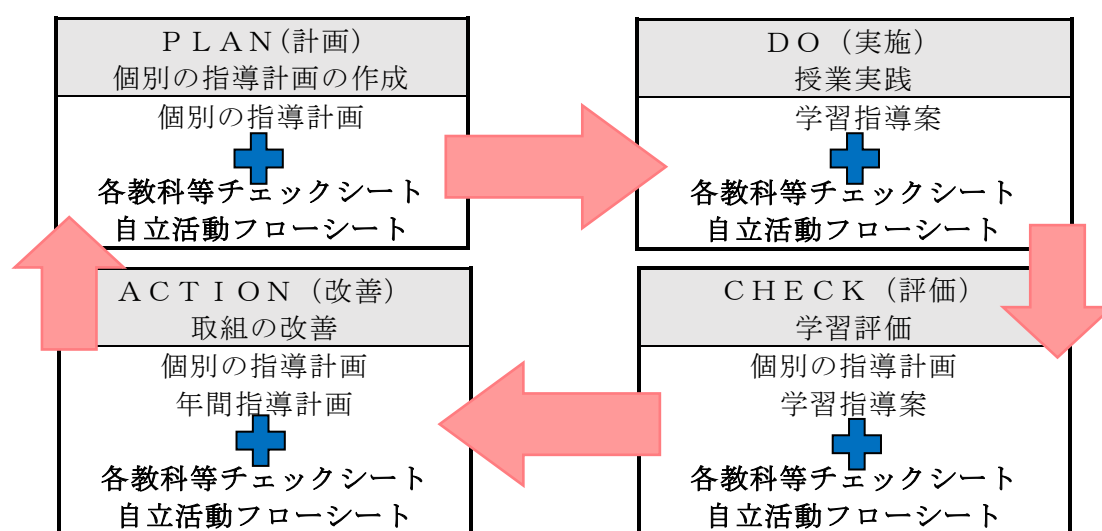 ＰＬＡＮ(計画)
個別の指導計画の作成
個別の指導計画
各教科等チェックシート
自立活動フローシート
ＤＯ（実施）
授業実践
学習指導案
各教科等チェックシート
自立活動フローシート
ＣＨＥＣＫ（評価）
学習評価
個別の指導計画
学習指導案
各教科等チェックシート
自立活動フローシート
ＡＣＴＩＯＮ（改善）
取組の改善
個別の指導計画
年間指導計画
各教科等チェックシート
自立活動フローシート